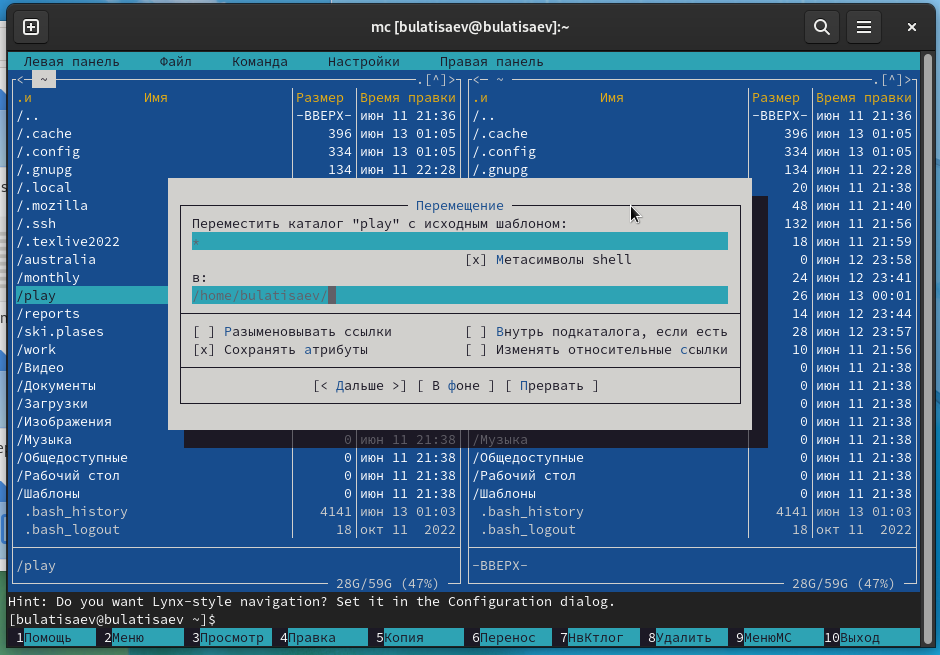 mc [bulatisaev@bulatisaev]:~
Левая панель Файл Команда Настройки Правая панель
<— ~ .[^]> <— ~ .[^]>
.и Имя Размер Время правки .и Имя Размер Время правки
/.. -ВВЕРХ- июн 11 21:36 /.. -ВВЕРХ- июн 11 21:36
/.cache 396 июн 13 01:05 /.cache 396 июн 13 01:05
/.config 334 июн 13 01:05 /.config 334 июн 13 01:05
/.gnupg 134 июн 11 22:28 /.gnupg 134 июн 11 22:28
/.local 20 июн 11 21:38
/.mozilla Перемещение 48 июн 11 21:40
/.ssh Переместить каталог "play" с исходным шаблоном: 132 июн 11 21:56
/.texlive2022 * 18 июн 11 21:59
/australia [x] Метасимволы shell 0 июн 12 23:58
/monthly в: 24 июн 12 23:41
/play /home/bulatisaev/ 26 июн 13 00:01
/reports 14 июн 12 23:44
/ski.plases [ ] Разыменовывать ссылки [ ] Внутрь подкаталога, если есть 28 июн 12 23:57
/work [x] Сохранять атрибуты [ ] Изменять относительные ссылки 10 июн 11 21:56
/Видео 0 июн 11 21:38
/Документы [< Дальше >] [ В фоне ] [ Прервать ] 0 июн 11 21:38
/Загрузки 0 июн 11 21:38
/Изображения 0 июн 11 21:38
/Музыка 0 июн 11 21:38 /Музыка 0 июн 11 21:38
/Общедоступные 0 июн 11 21:38 /Общедоступные 0 июн 11 21:38
/Рабочий стол 0 июн 11 21:38 /Рабочий стол 0 июн 11 21:38
/Шаблоны 0 июн 11 21:38 /Шаблоны 0 июн 11 21:38
.bash_history 4141 июн 13 01:03 .bash_history 4141 июн 13 01:03
.bash_logout 18 окт 11 2022 .bash_logout 18 окт 11 2022
/play -ВВЕРХ-
28G/59G (47%) 28G/59G (47%)
Hint: Do you want Lynx-style navigation? Set it in the Configuration dialog.
[bulatisaev@bulatisaev ~]$
1Помощь 2Меню 3Просмотр 4Правка 5Копия 6Перенос 7НвКтлог 8Удалить 9МенюМС 10Выход